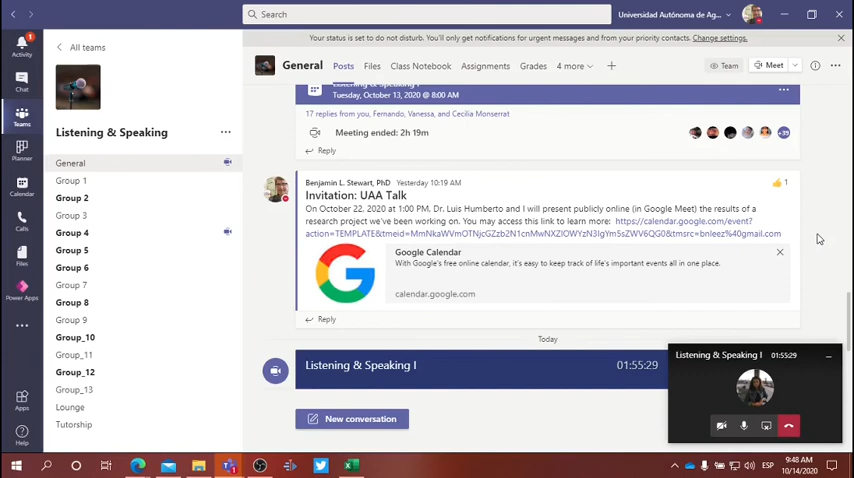 Search
Universidad Autónoma de Ag...
Your status is set to do not disturb. You'll only get notifications for urgent messages and from your priority contacts. Change settings.
1
Activity
Chat
Teams
Planner
Calendar
Calls
Files
Power Apps
Apps
Help
All teams
Listening & Speaking
General
Group 1
Group 2
Group 3
Group 4
Group 5
Group 6
Group 7
Group 8
Group 9
Group_10
Group_11
Group_12
Group_13
Lounge
Tutorship
General
Posts
Files
Class Notebook
Assignments
Grades
4 more
Team
Meet
Listening & Speaking I
Tuesday, October 13, 2020 @ 8:00 AM
17 replies from you, Fernando, Vanessa, and Cecilia Monserrat
Meeting ended: 2h 19m
+39
Reply
Benjamin L. Stewart, PhD Yesterday 10:19 AM
1
Invitation: UAA Talk
On October 22, 2020 at 1:00 PM, Dr. Luis Humberto and I will present publicly online (in Google Meet) the results of a
research project we've been working on. You may access this link to learn more: https://calendar.google.com/event?
Google Calendar
With Google's free online calendar, it's easy to keep track of life's important events all in one place.
calendar.google.com
Reply
Today
Listening & Speaking I
01:55:29
New conversation
Listening & Speaking I
01:55:29
ESP
9:48 AM
10/14/2020